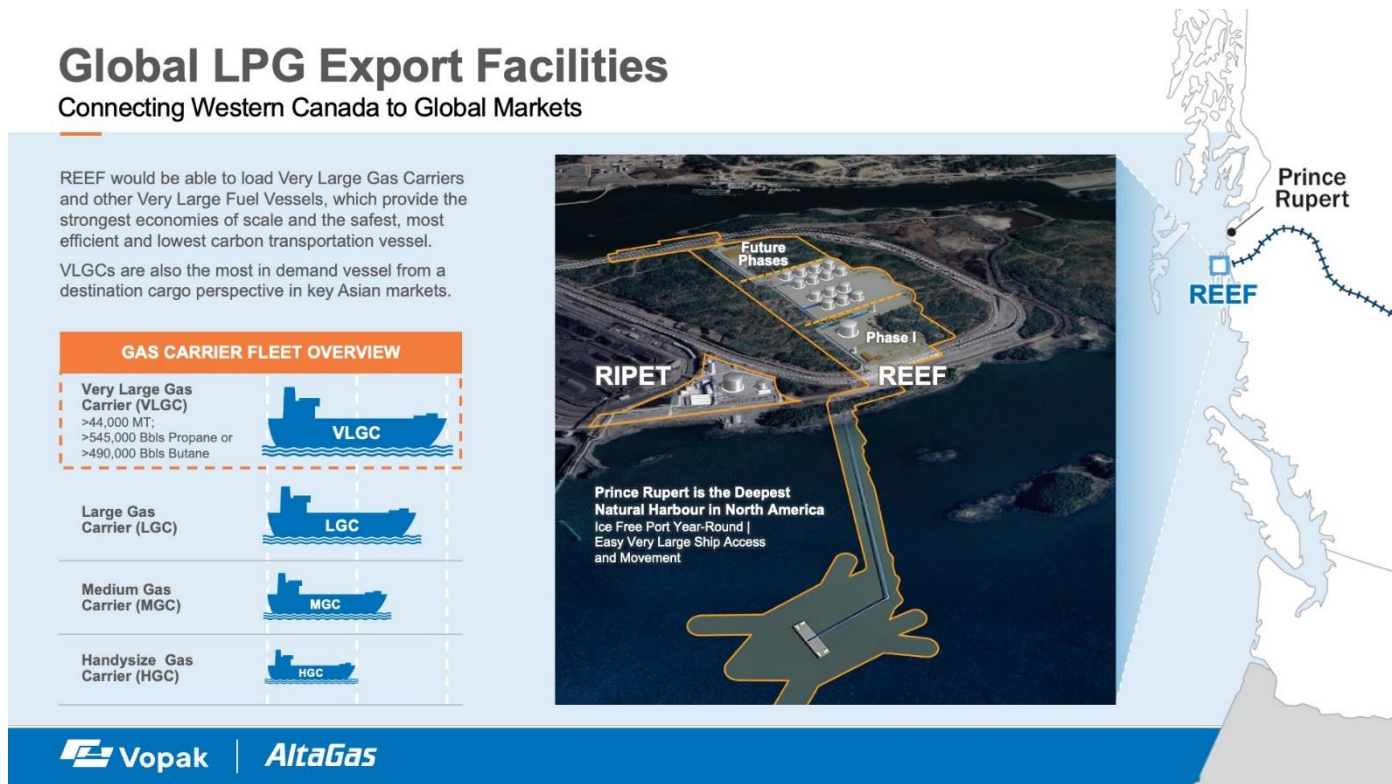 Global LPG Export Facilities
Connecting Western Canada to Global Markets
REEF would be able to load Very Large Gas Carriers
and other Very Large Fuel Vessels, which provide the
strongest economies of scale and the safest, most
efficient and lowest carbon transportation vessel.
VLGCs are also the most in demand vessel from a
destination cargo perspective in key Asian markets.
GAS CARRIER FLEET OVERVIEW
Very Large Gas
Carrier (VLGC)
>44,000 MT;
>545,000 Bbls Propane or
>490,000 Bbls Butane
VLGC
Large Gas
Carrier (LGC)
LGC
Medium Gas
Carrier (MGC)
MGC
Handysize Gas
Carrier (HGC)
HGC
Future
Phases
Phase I
RIPET
REEF
Prince Rupert is the Deepest
Natural Harbour in North America
Ice Free Port Year-Round |
Easy Very Large Ship Access
and Movement
Prince
Rupert
REEF
Vopak
AltaGas